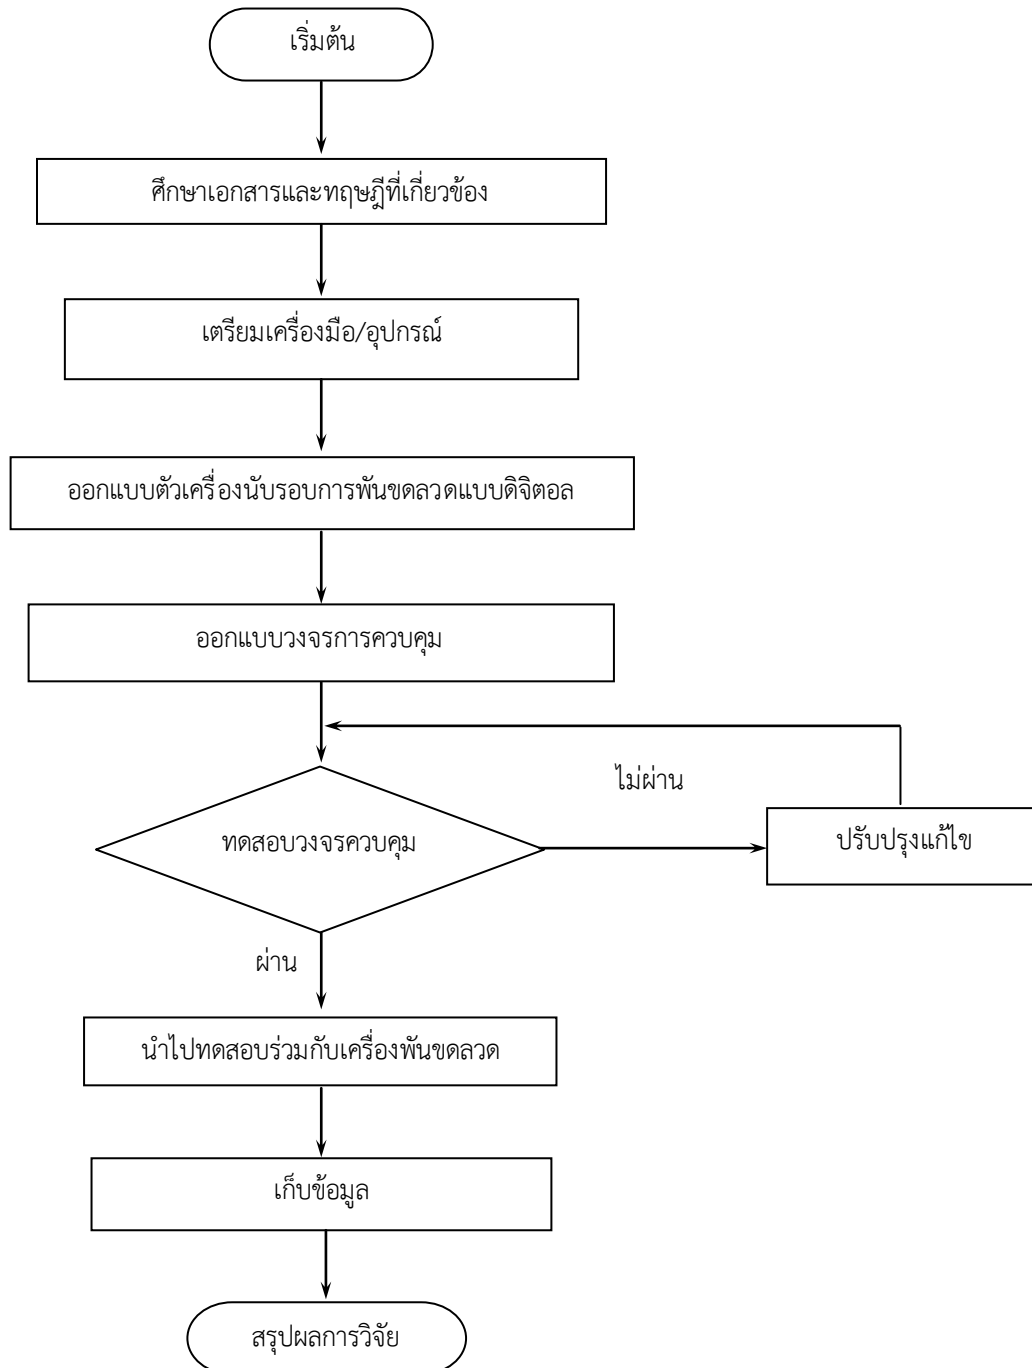 เริ่มต้น
ศึกษาเอกสารและทฤษฎีที่เกี่ยวข้อง
เตรียมเครื่องมือ/อุปกรณ์
ออกแบบตัวเครื่องนับรอบการพันขดลวดแบบดิจิตอล
ออกแบบวงจรการควบคุม
ไม่ผ่าน
ทดสอบวงจรควบคุม
ปรับปรุงแก้ไข
ผ่าน
นำไปทดสอบร่วมกับเครื่องพันขดลวด
เก็บข้อมูล
สรุปผลการวิจัย